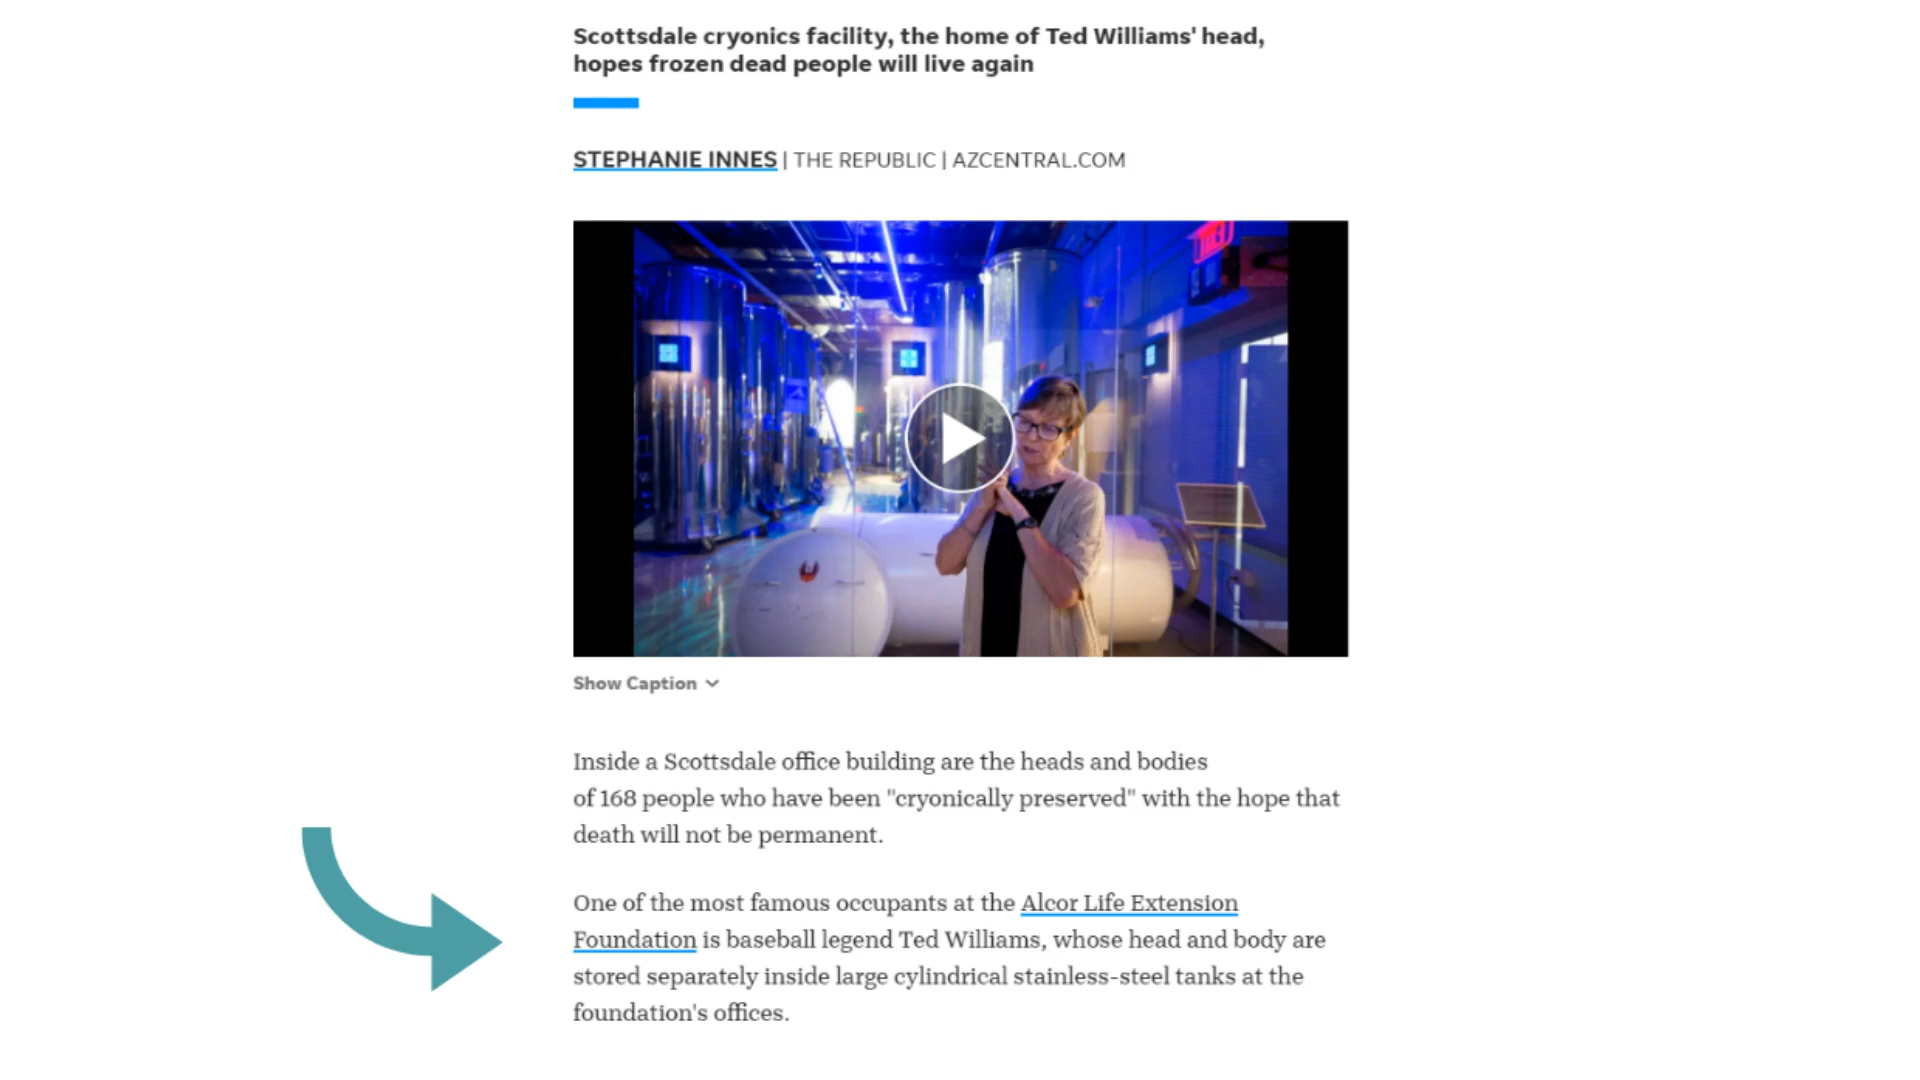 Scottsdale cryonics facility, the home of Ted Williams' head,
hopes frozen dead people will live again
STEPHANIE INNES | THE REPUBLIC | AZCENTRAL.COM
Show Caption
Inside a Scottsdale office building are the heads and bodies
of 168 people who have been "cryonically preserved" with the hope that
death will not be permanent.
One of the most famous occupants at the Alcor Life Extension
Foundation is baseball legend Ted Williams, whose head and body are
stored separately inside large cylindrical stainless-steel tanks at the
foundation's offices.